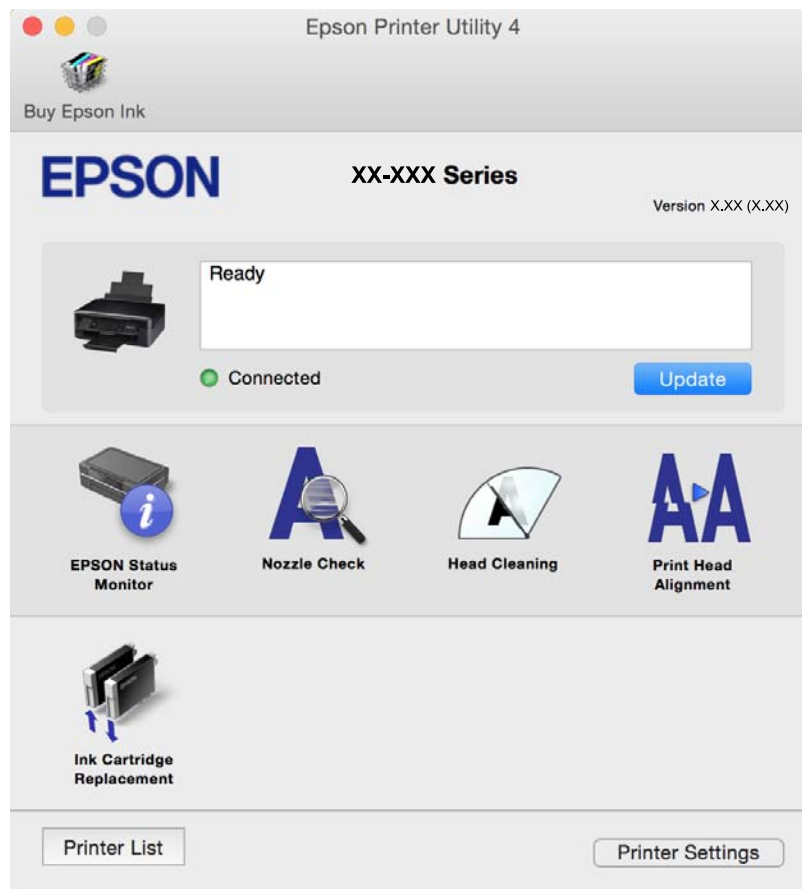 Epson Printer Utility 4
Buy Epson Ink
EPSON
XX-XXX Series
Version X.XX (X.XX)
Ready
Connected
Update
EPSON Status
Monitor
Nozzle Check
Head Cleaning
Print Head
Alignment
Ink Cartridge
Replacement
Printer List
Printer Settings